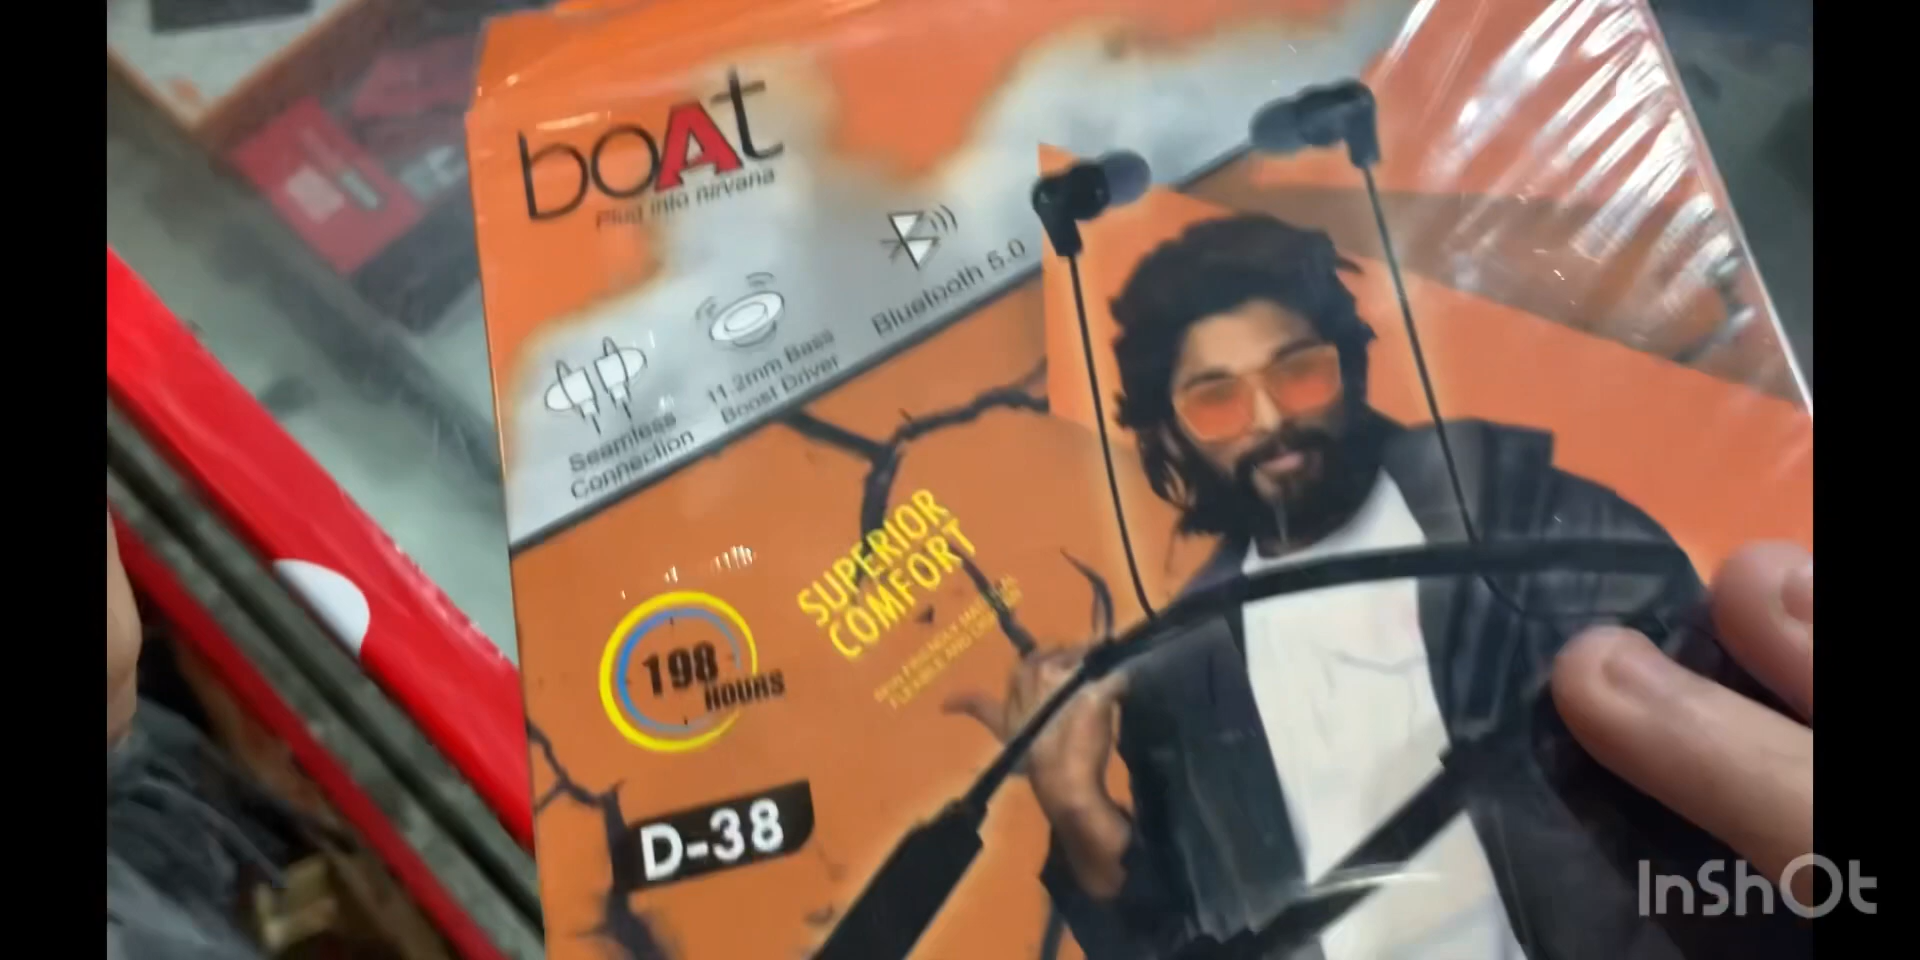 boAt
Plug into nirvana
Bluetooth 5.0
11.2mm Bass
Boost Driver
Seamless
Connection
SUPERIOR
COMFORT
198
HOURS
D-38
InShOt